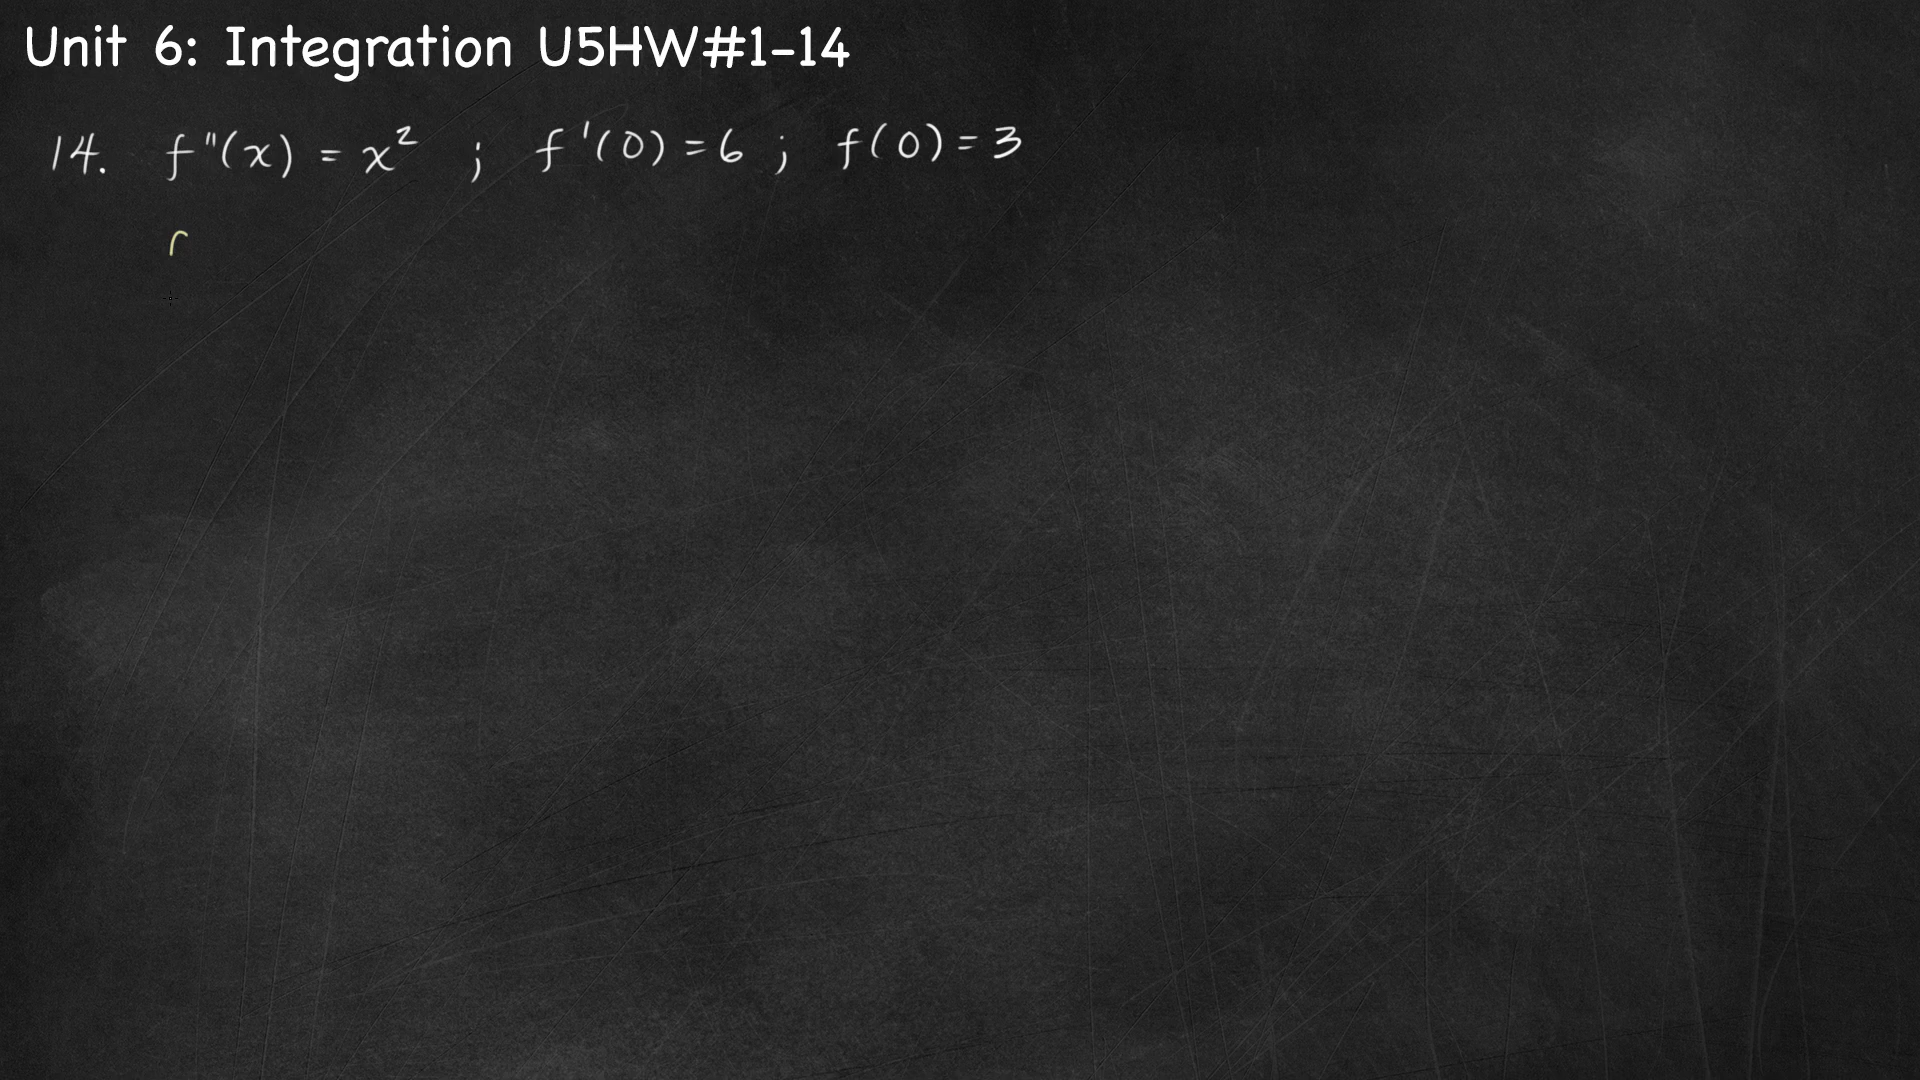 Unit 6: Integration U5HW#1-14
14. f"(x) = x² ; f'(0) = 6 ; f(0) = 3